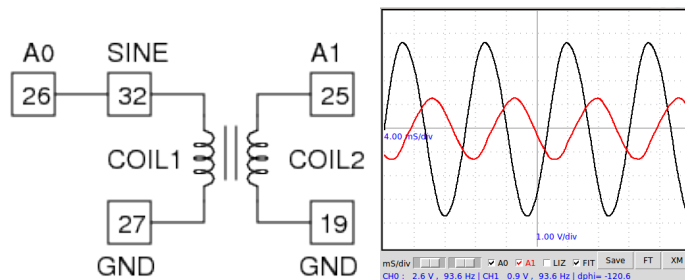 A0 SINE A1
26 32 25
COIL1 COIL2
27 19
GND GND
4.00 mS/div
1.00 V/div
mS/div A0 A1 LIZ FIT Save FT XM
CH0 : 2.6 V , 93.6 Hz | CH1 0.9 V , 93.6 Hz | dphi= -120.6